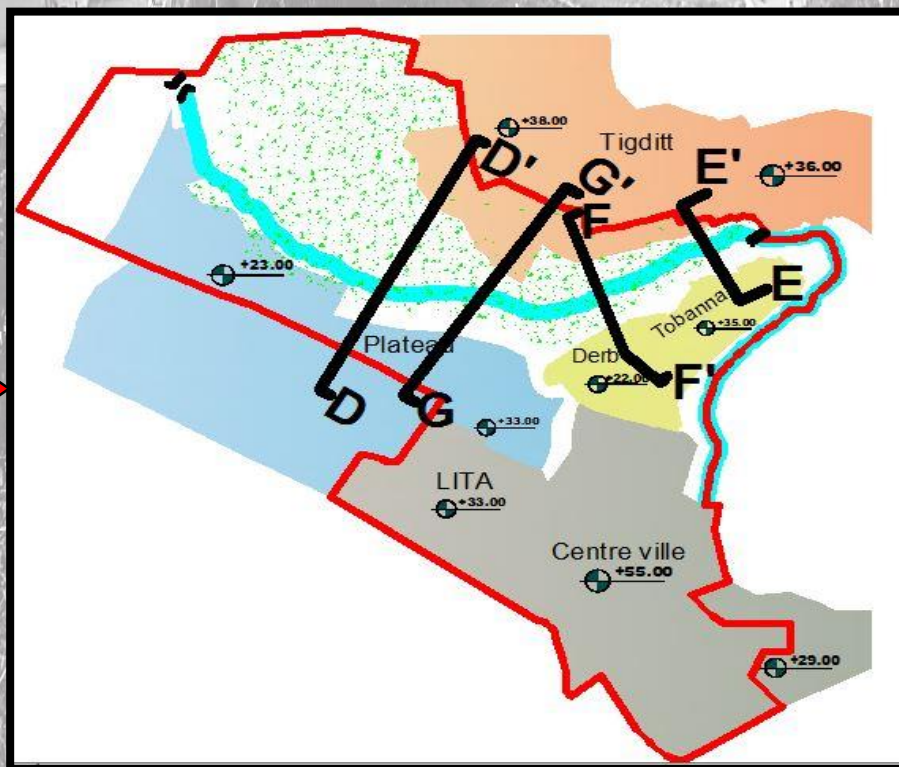 +38.00
Tigditt
D'
G'
E'
+36.00
F
+23.00
E
Tobanna
+35.00
Plateau
Derb
+22.00
F'
D
G
+33.00
LITA
+33.00
Centre ville
+55.00
+29.00